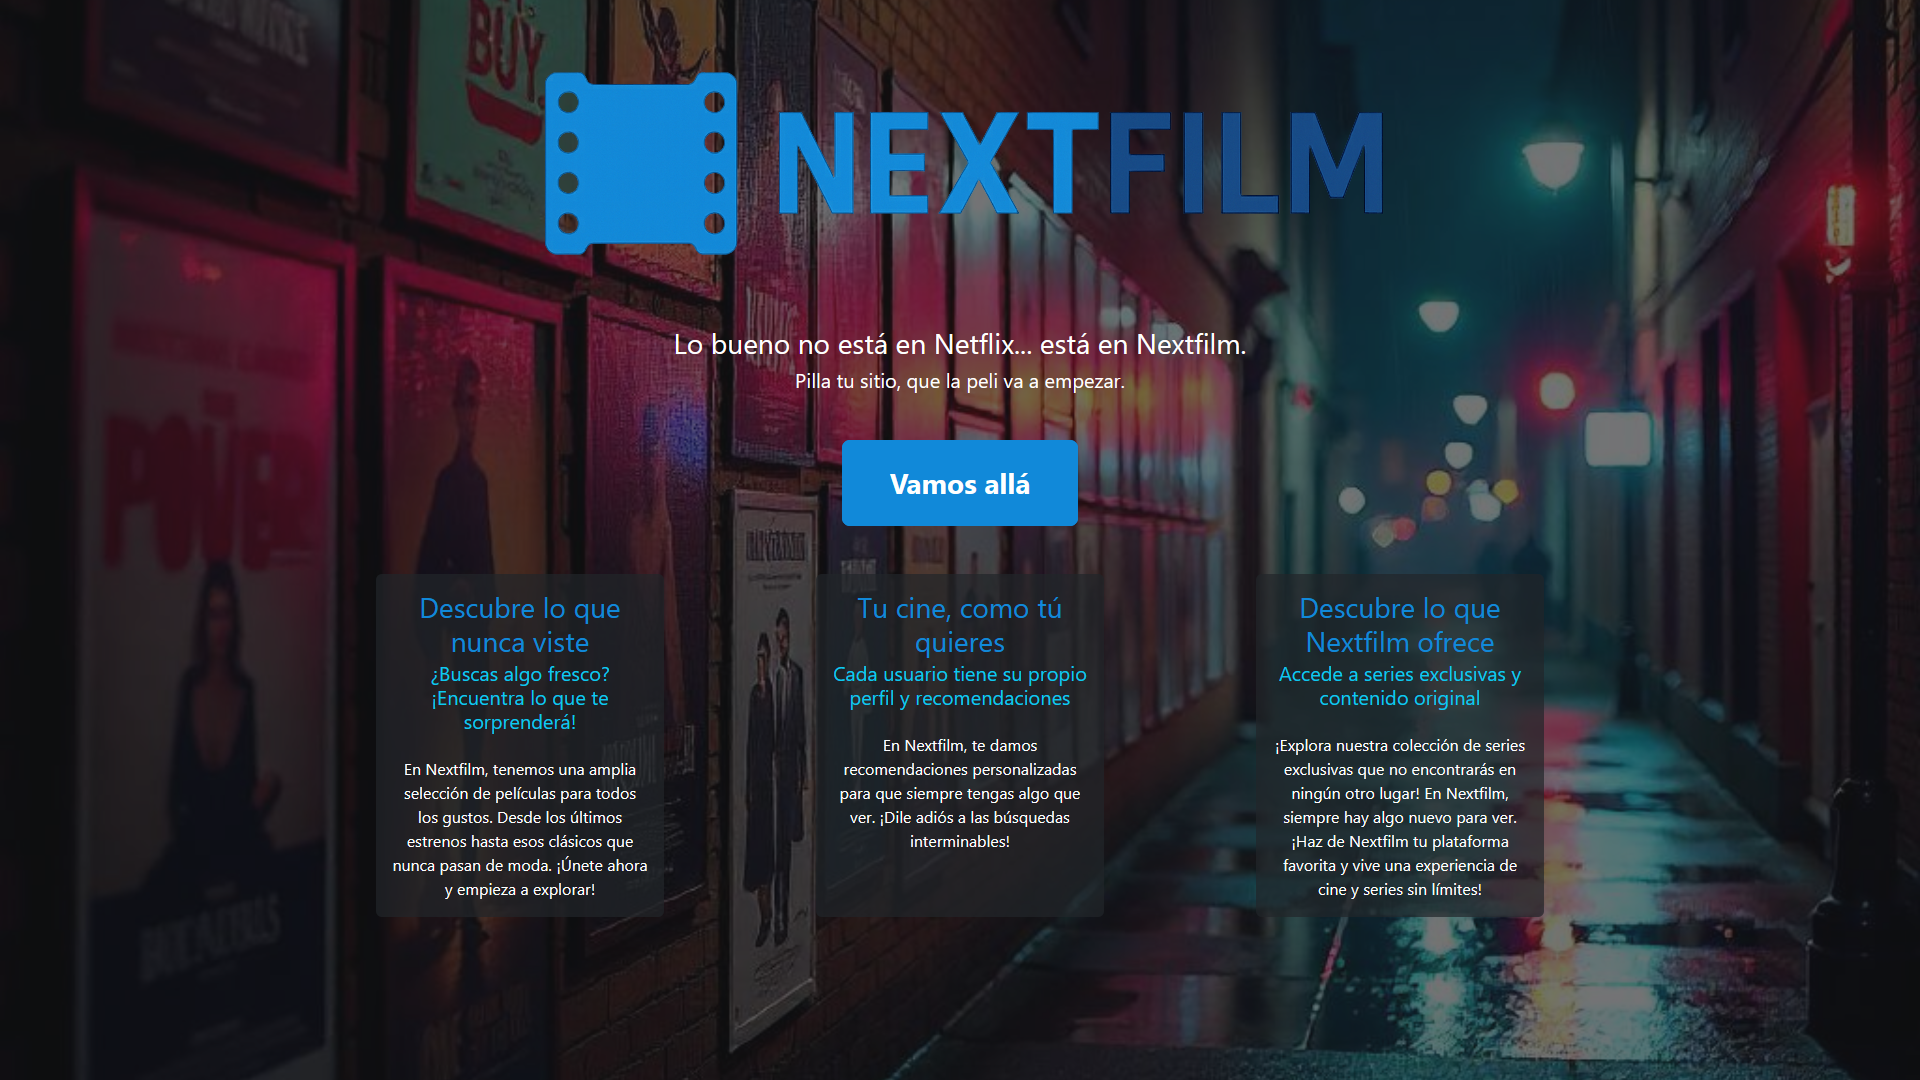 BUY.
NEXTFILM
Lo bueno no está en Netflix... está en Nextfilm.
Pilla tu sitio, que la peli va a empezar.
Vamos allá
Descubre lo que
nunca viste
¿Buscas algo fresco?
¡Encuentra lo que te
sorprenderá!
En Nextfilm, tenemos una amplia
selección de películas para todos
los gustos. Desde los últimos
estrenos hasta esos clásicos que
nunca pasan de moda. ¡Únete ahora
y empieza a explorar!
Tu cine, como tú
quieres
Cada usuario tiene su propio
perfil y recomendaciones
En Nextfilm, te damos
recomendaciones personalizadas
para que siempre tengas algo que
ver. ¡Dile adiós a las búsquedas
interminables!
Descubre lo que
Nextfilm ofrece
Accede a series exclusivas y
contenido original
¡Explora nuestra colección de series
exclusivas que no encontrarás en
ningún otro lugar! En Nextfilm,
siempre hay algo nuevo para ver.
¡Haz de Nextfilm tu plataforma
favorita y vive una experiencia de
cine y series sin límites!